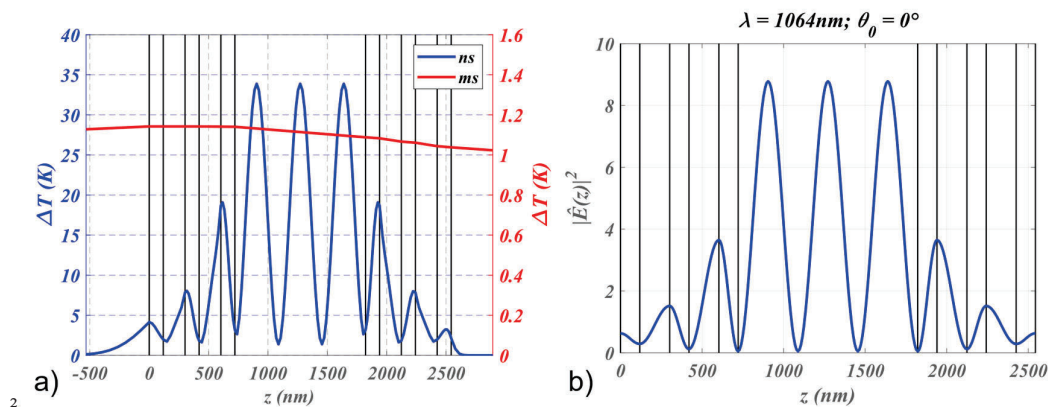 λ = 1064nm; θ₀ = 0°
40
35
30
25
20
15
10
5
0
ΔT (K)
1.6
1.4
1.2
1
0.8
0.6
0.4
0.2
0
ΔT (K)
ns
ms
-500 0 500 1000 1500 2000 2500
z (nm)
a)
10
8
6
4
2
0
|Ê(z)|²
0 500 1000 1500 2000 2500
z (nm)
b)
2